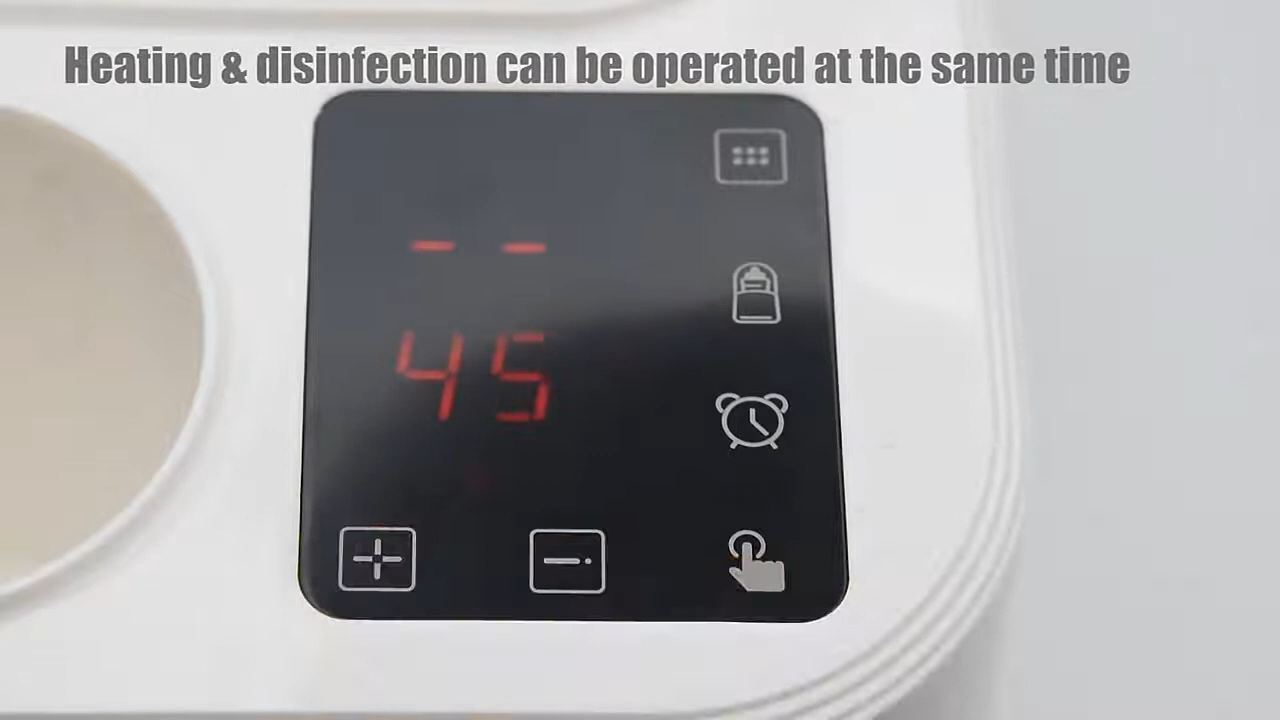 Heating & disinfection can be operated at the same time
- -
45